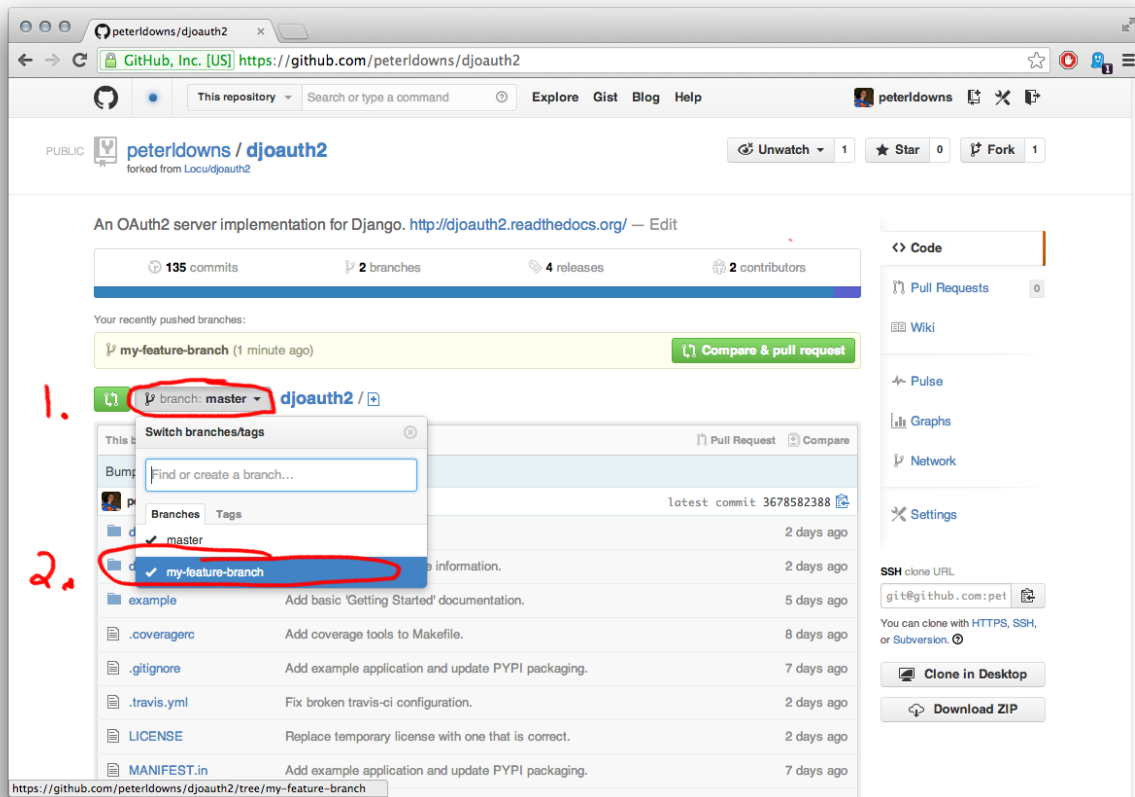 peterldowns/djoauth2
GitHub, Inc. [US] https://github.com/peterldowns/djoauth2
1
This repository Search or type a command Explore Gist Blog Help peterldowns
PUBLIC peterldowns / djoauth2 Unwatch 1 Star 0 Fork 1
forked from Locu/djoauth2
An OAuth2 server implementation for Django. http://djoauth2.readthedocs.org/ — Edit
135 commits 2 branches 4 releases 2 contributors
Your recently pushed branches:
my-feature-branch (1 minute ago) Compare & pull request
1. branch: master djoauth2 /
This b Pull Request Compare
Switch branches/tags
Bump
Find or create a branch...
pe latest commit 3678582388
Branches Tags
d 2 days ago
master
2. d e information. 2 days ago
my-feature-branch
example Add basic 'Getting Started' documentation. 5 days ago
.coveragerc Add coverage tools to Makefile. 8 days ago
.gitignore Add example application and update PYPI packaging. 7 days ago
.travis.yml Fix broken travis-ci configuration. 2 days ago
LICENSE Replace temporary license with one that is correct. 2 days ago
MANIFEST.in Add example application and update PYPI packaging. 7 days ago
Code
Pull Requests 0
Wiki
Pulse
Graphs
Network
Settings
SSH clone URL
git@github.com:pet
You can clone with HTTPS, SSH,
or Subversion.
Clone in Desktop
Download ZIP
https://github.com/peterldowns/djoauth2/tree/my-feature-branch